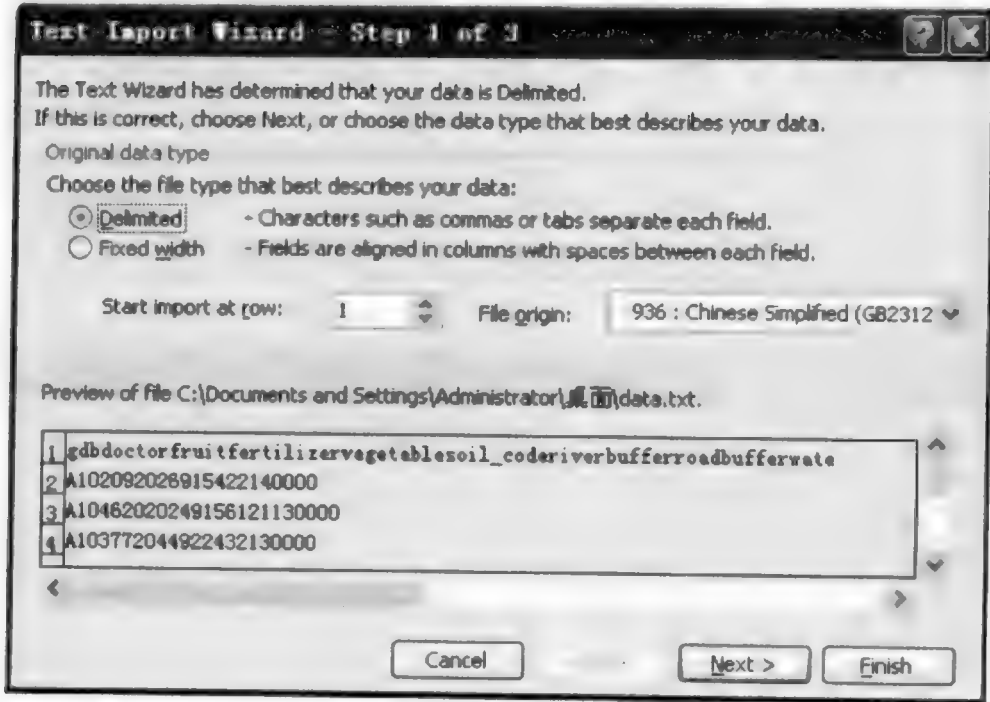 Text Import Wizard - Step 1 of 3
The Text Wizard has determined that your data is Delimited.
If this is correct, choose Next, or choose the data type that best describes your data.
Original data type
Choose the file type that best describes your data:
Delimited - Characters such as commas or tabs separate each field.
Fixed width - Fields are aligned in columns with spaces between each field.
Start import at row: 1 File origin: 936 : Chinese Simplified (GB2312
Preview of file C:\Documents and Settings\Administrator\桌面\data.txt.
1 gdbdoctorfruitfertilizervegetablesoil_coderiverbufferroadbufferwate
2 A102092026915422140000
3 A10462020249156121130000
4 A103772044922432130000
Cancel Next > Finish